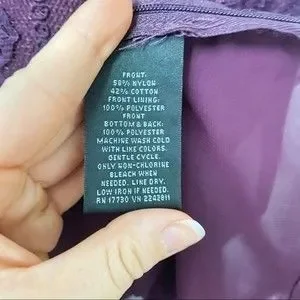 FRONT:
58% NYLON
42% COTTON
FRONT LINING:
100% POLYESTER
FRONT
BOTTOM & BACK:
100% POLYESTER
MACHINE WASH COLD
WITH LIKE COLORS.
GENTLE CYCLE.
ONLY NON-CHLORINE
BLEACH WHEN
NEEDED. LINE DRY.
LOW IRON IF NEEDED.
RN 17730 VN 2242811